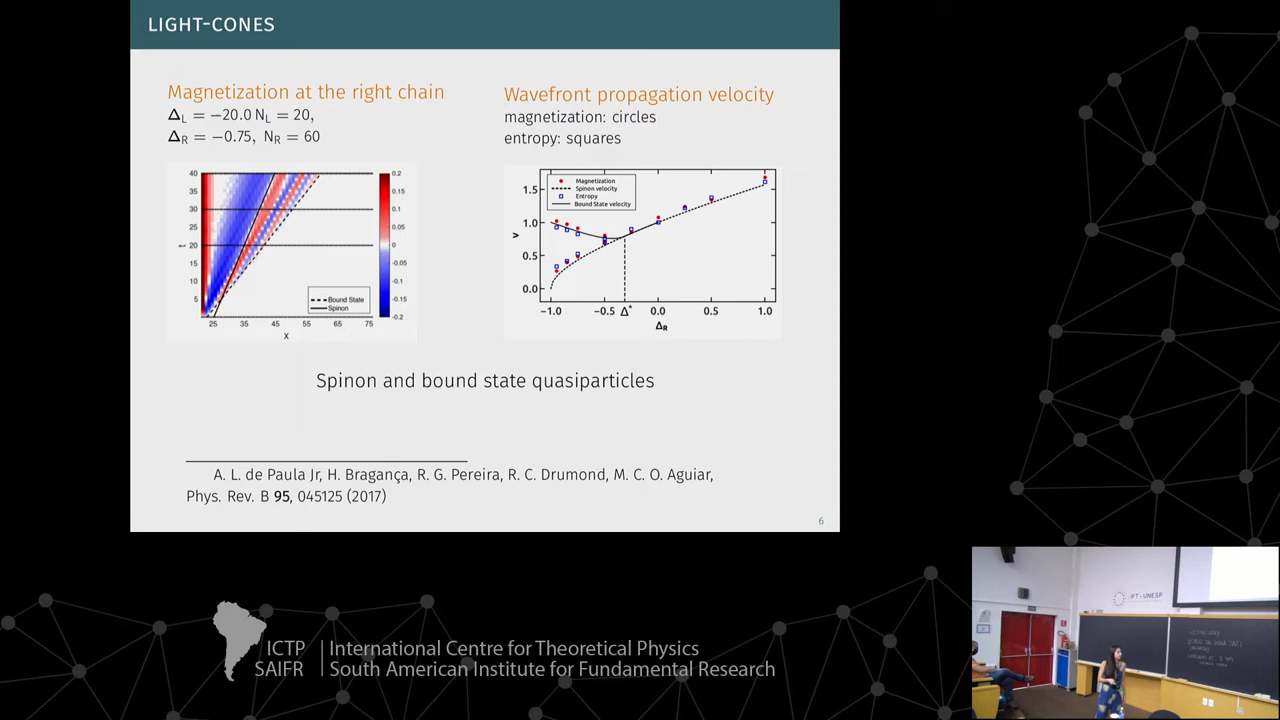 LIGHT-CONES
Magnetization at the right chain
Δ_L = −20.0 N_L = 20,
Δ_R = −0.75, N_R = 60
40
35
30
25
20
15
10
5
t
25 35 45 55 65 75
X
Bound State
Spinon
0.2
0.15
0.1
0.05
0
-0.05
-0.1
-0.15
-0.2
Wavefront propagation velocity
magnetization: circles
entropy: squares
Magnetization
Spinon velocity
Entropy
Bound State velocity
1.5
1.0
0.5
0.0
v
−1.0 −0.5 Δ* 0.0 0.5 1.0
Δ_R
Spinon and bound state quasiparticles
A. L. de Paula Jr, H. Bragança, R. G. Pereira, R. C. Drumond, M. C. O. Aguiar,
Phys. Rev. B 95, 045125 (2017)
6
ICTP
SAIFR
International Centre for Theoretical Physics
South American Institute for Fundamental Research
IFT - UNESP